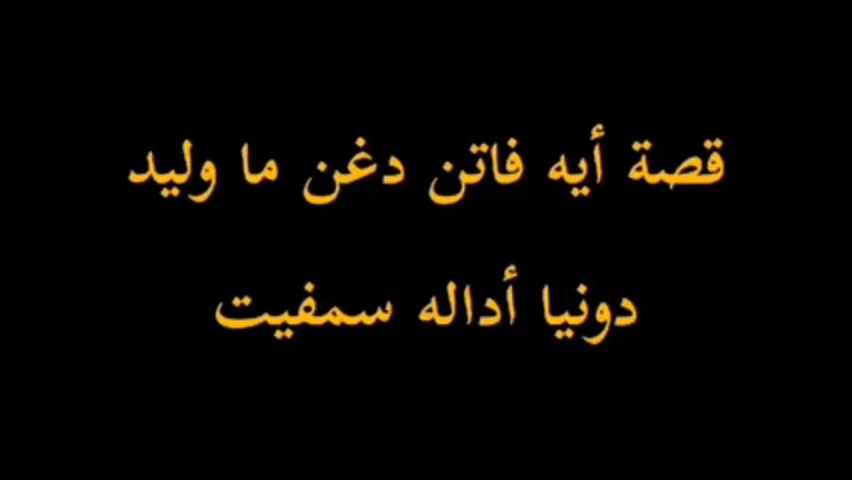 قصة أيه فاتن دغن ما وليد
دونيا أداله سمفيت